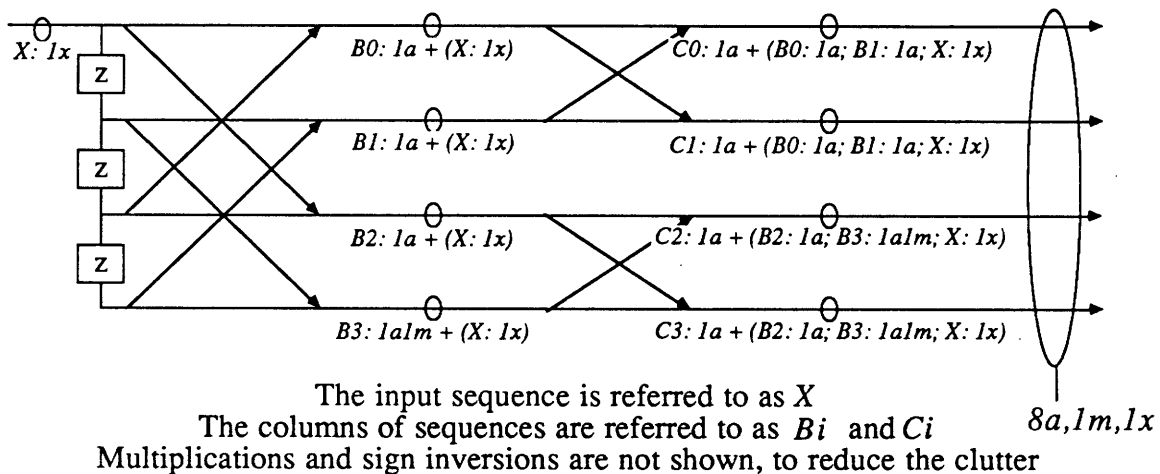 X: 1x
Z
Z
Z
B0: 1a + (X: 1x)
C0: 1a + (B0: 1a; B1: 1a; X: 1x)
B1: 1a + (X: 1x)
C1: 1a + (B0: 1a; B1: 1a; X: 1x)
B2: 1a + (X: 1x)
C2: 1a + (B2: 1a; B3: 1a1m; X: 1x)
B3: 1a1m + (X: 1x)
C3: 1a + (B2: 1a; B3: 1a1m; X: 1x)
8a,1m,1x
The input sequence is referred to as X
The columns of sequences are referred to as Bi and Ci
Multiplications and sign inversions are not shown, to reduce the clutter